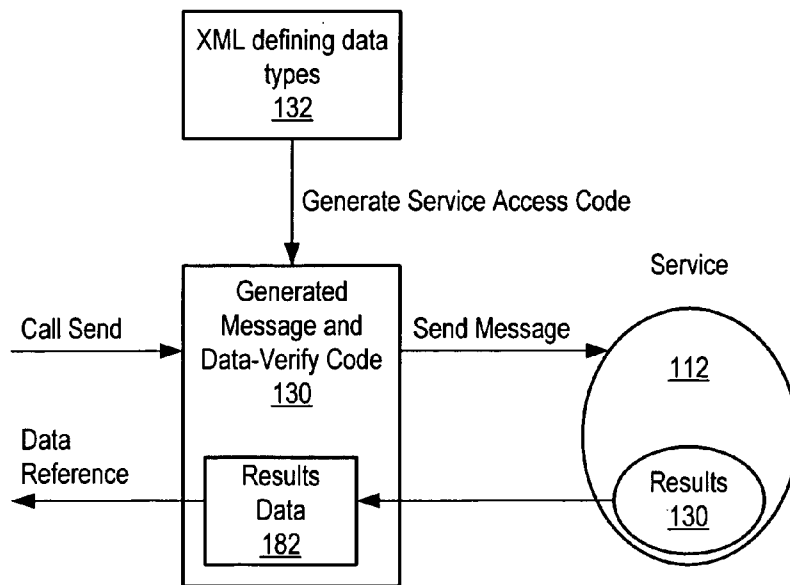 XML defining data
types
132
Generate Service Access Code
Service
Generated
Message and
Data-Verify Code
130
Call Send
Send Message
112
Data
Reference
Results
Data
182
Results
130